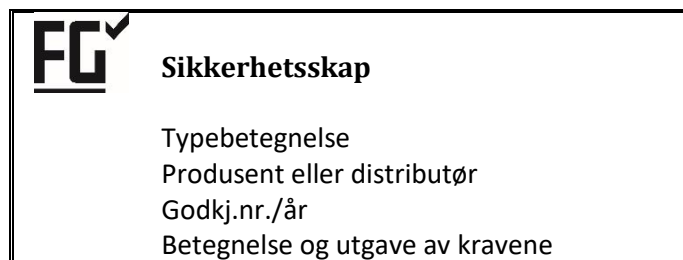 FG
Sikkerhetsskap
Typebetegnelse
Produsent eller distributør
Godkj.nr./år
Betegnelse og utgave av kravene